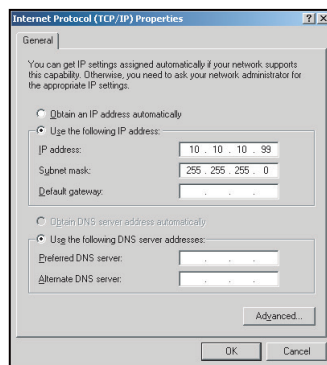 Internet Protocol (TCP/IP) Properties
General
You can get IP settings assigned automatically if your network supports
this capability. Otherwise, you need to ask your network administrator for
the appropriate IP settings.
Obtain an IP address automatically
Use the following IP address:
IP address: 10 . 10 . 10 . 99
Subnet mask: 255 . 255 . 255 . 0
Default gateway: . . .
Obtain DNS server address automatically
Use the following DNS server addresses:
Preferred DNS server: . . .
Alternate DNS server: . . .
Advanced...
OK Cancel